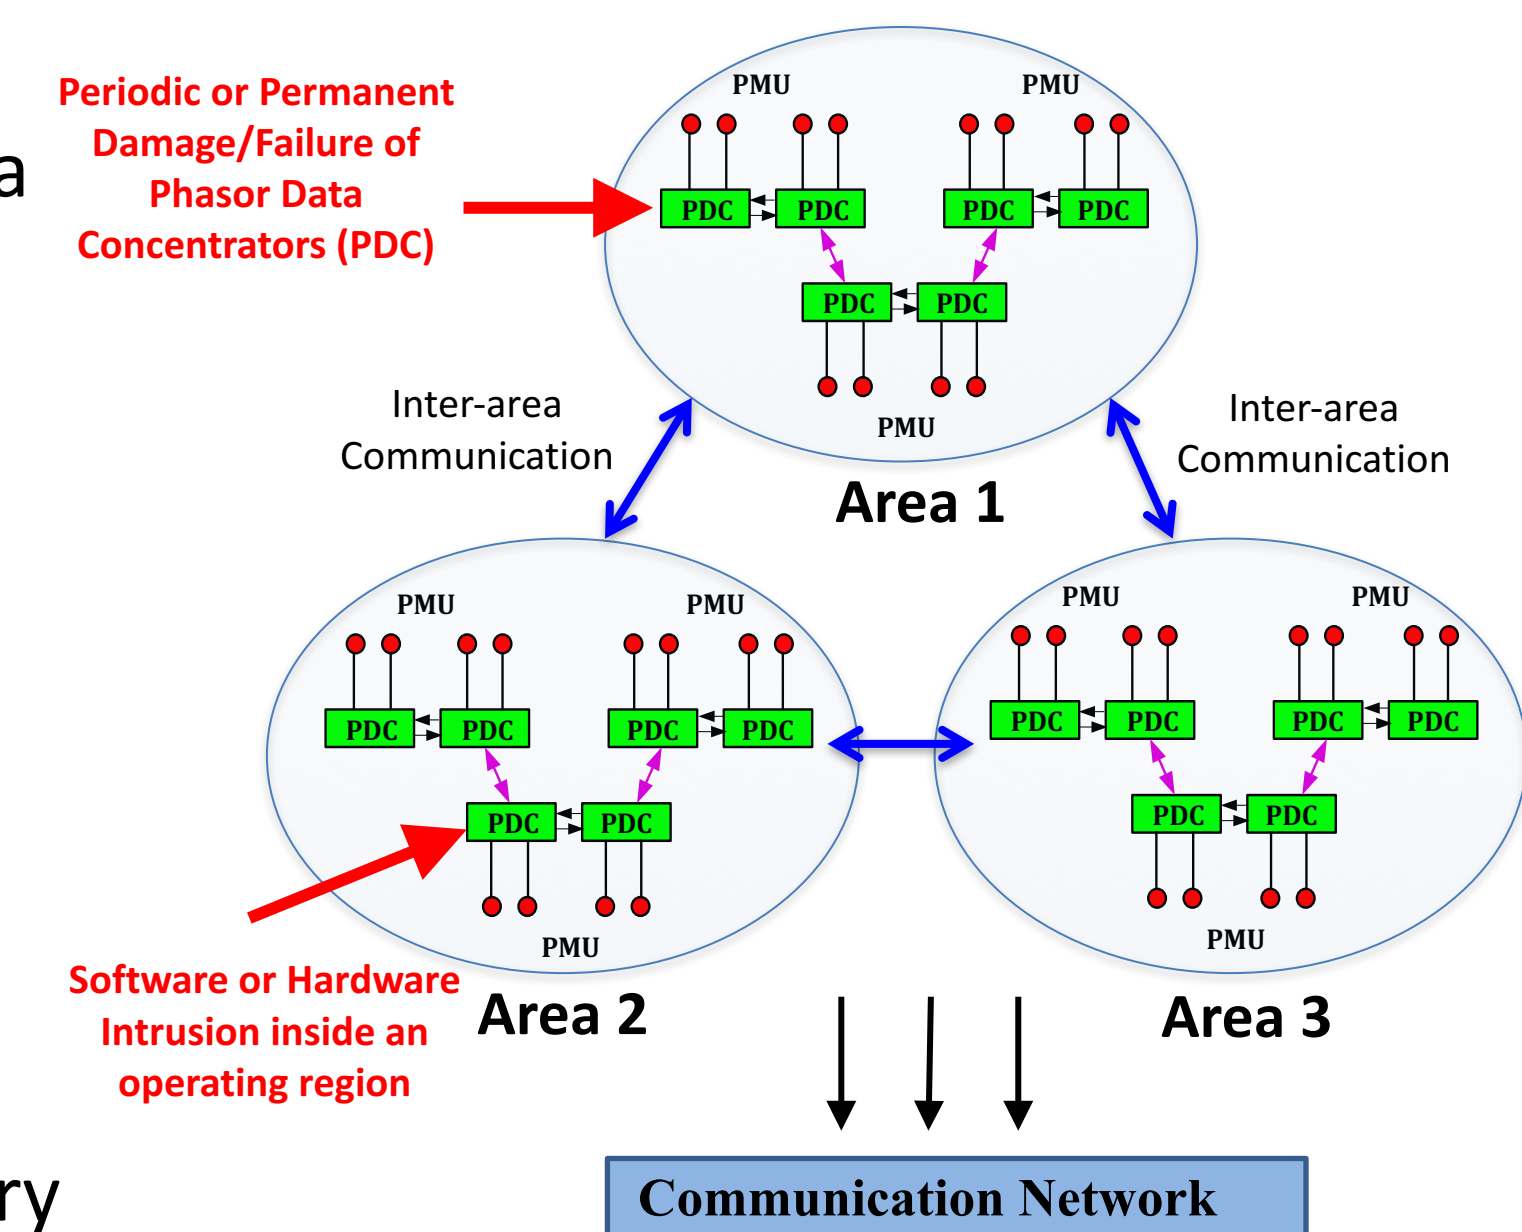 Periodic or Permanent
Damage/Failure of
Phasor Data
Concentrators (PDC)
a
PMU PMU
PDC PDC PDC PDC
PDC PDC
PMU
Area 1
Inter-area
Communication
Inter-area
Communication
PMU PMU
PDC PDC PDC PDC
PDC PDC
PMU
Area 2
PMU PMU
PDC PDC PDC PDC
PDC PDC
PMU
Area 3
Software or Hardware
Intrusion inside an
operating region
ry
Communication Network